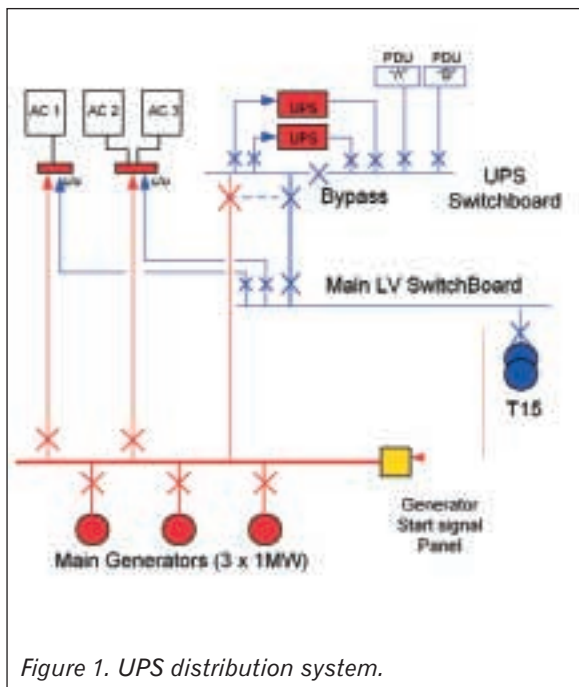 PDU PDU
"A" "B"
AC 1 AC 2 AC 3
UPS
UPS
Bypass
UPS
Switchboard
Main LV SwitchBoard
T15
Generator
Start signal
Panel
Main Generators (3 x 1MW)
Figure 1. UPS distribution system.